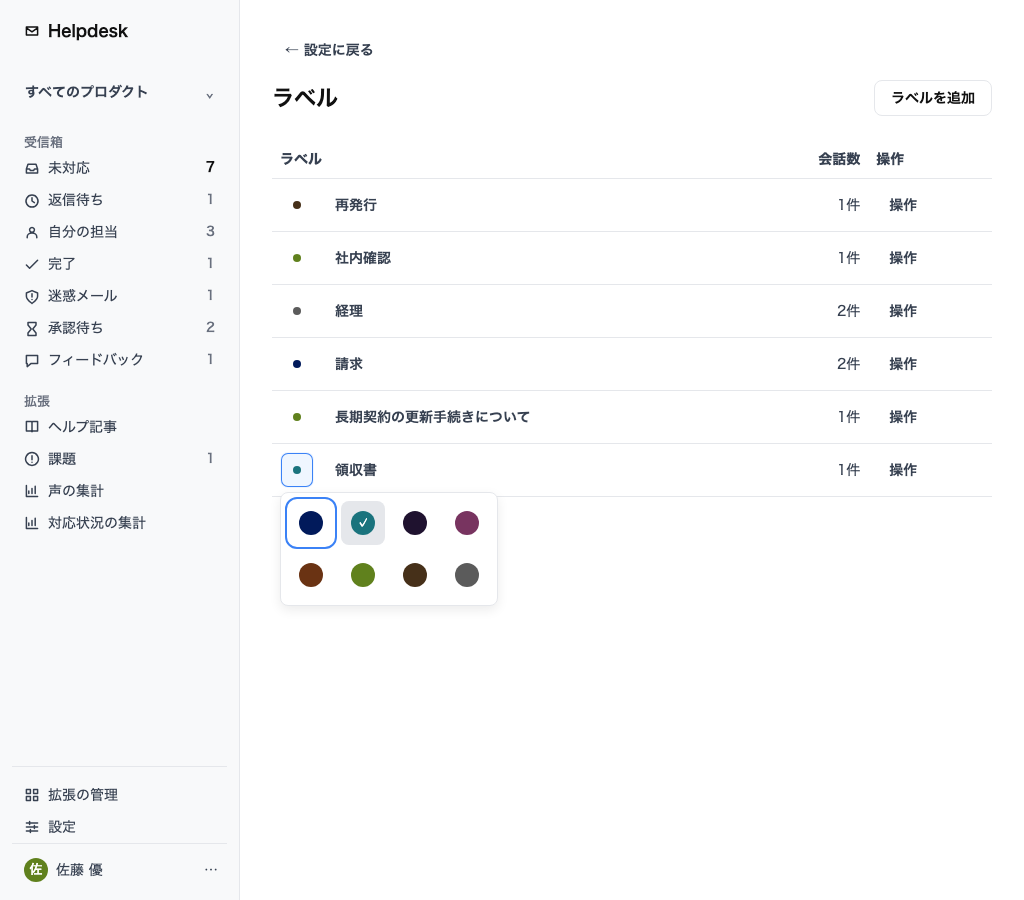 Helpdesk
すべてのプロダクト
受信箱
未対応 7
返信待ち 1
自分の担当 3
完了 1
迷惑メール 1
承認待ち 2
フィードバック 1
拡張
ヘルプ記事
課題 1
声の集計
対応状況の集計
拡張の管理
設定
佐 佐藤 優 …
← 設定に戻る
ラベル
ラベルを追加
ラベル 会話数 操作
再発行 1件 操作
社内確認 1件 操作
経理 2件 操作
請求 2件 操作
長期契約の更新手続きについて 1件 操作
領収書 1件 操作